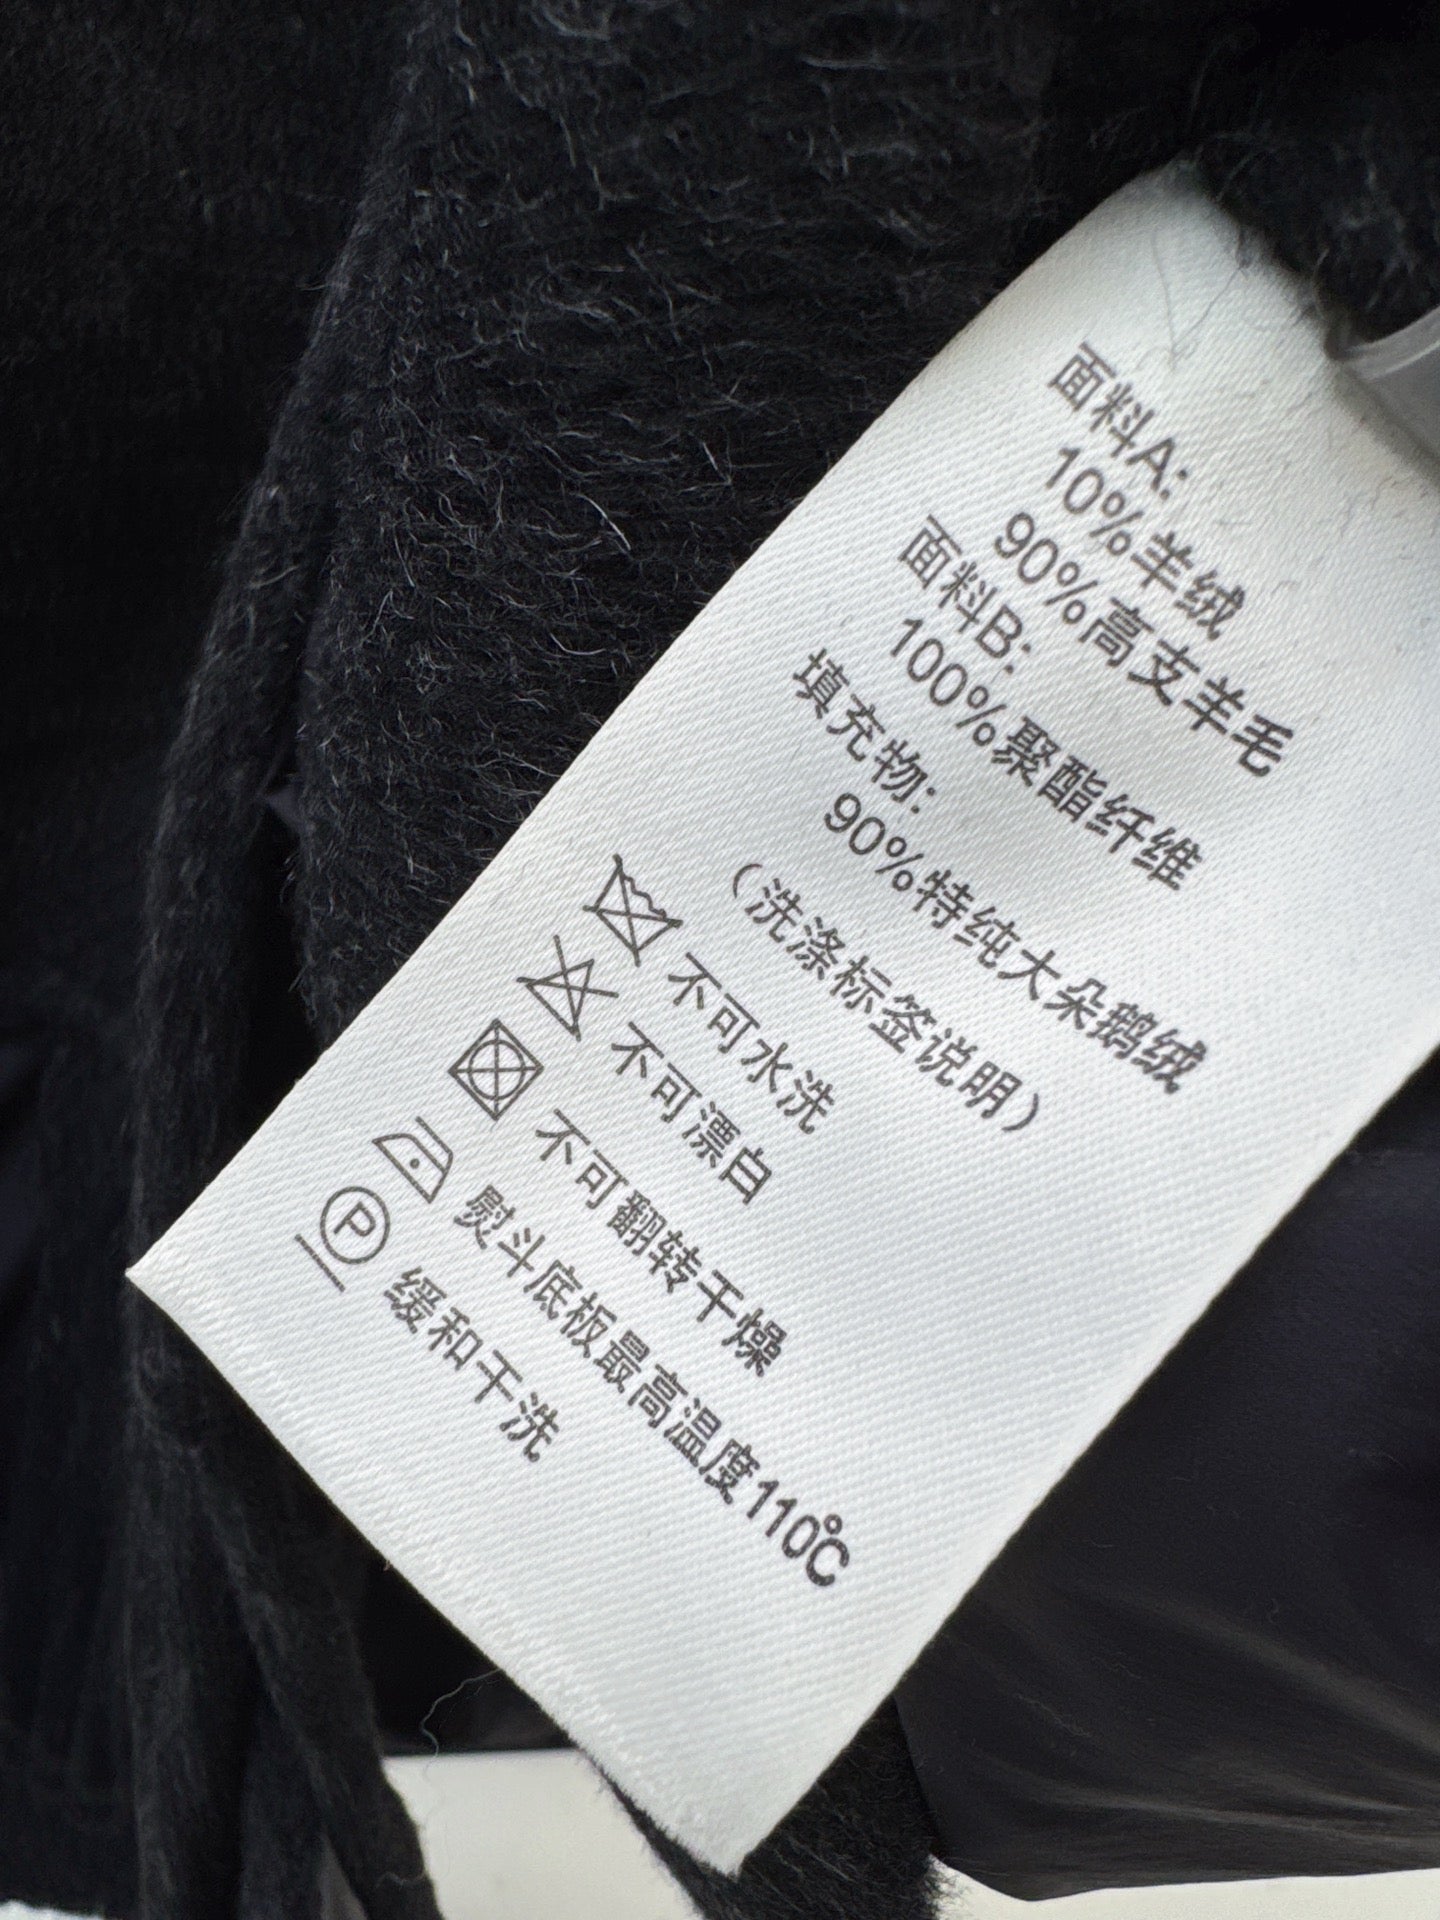 面料A:
10%羊绒
90%高支羊毛
面料B:
100%聚酯纤维
填充物:
90%特纯大朵鹅绒
(洗涤标签说明)
不可水洗
不可漂白
不可翻转干燥
熨斗底板最高温度110℃
P 缓和干洗